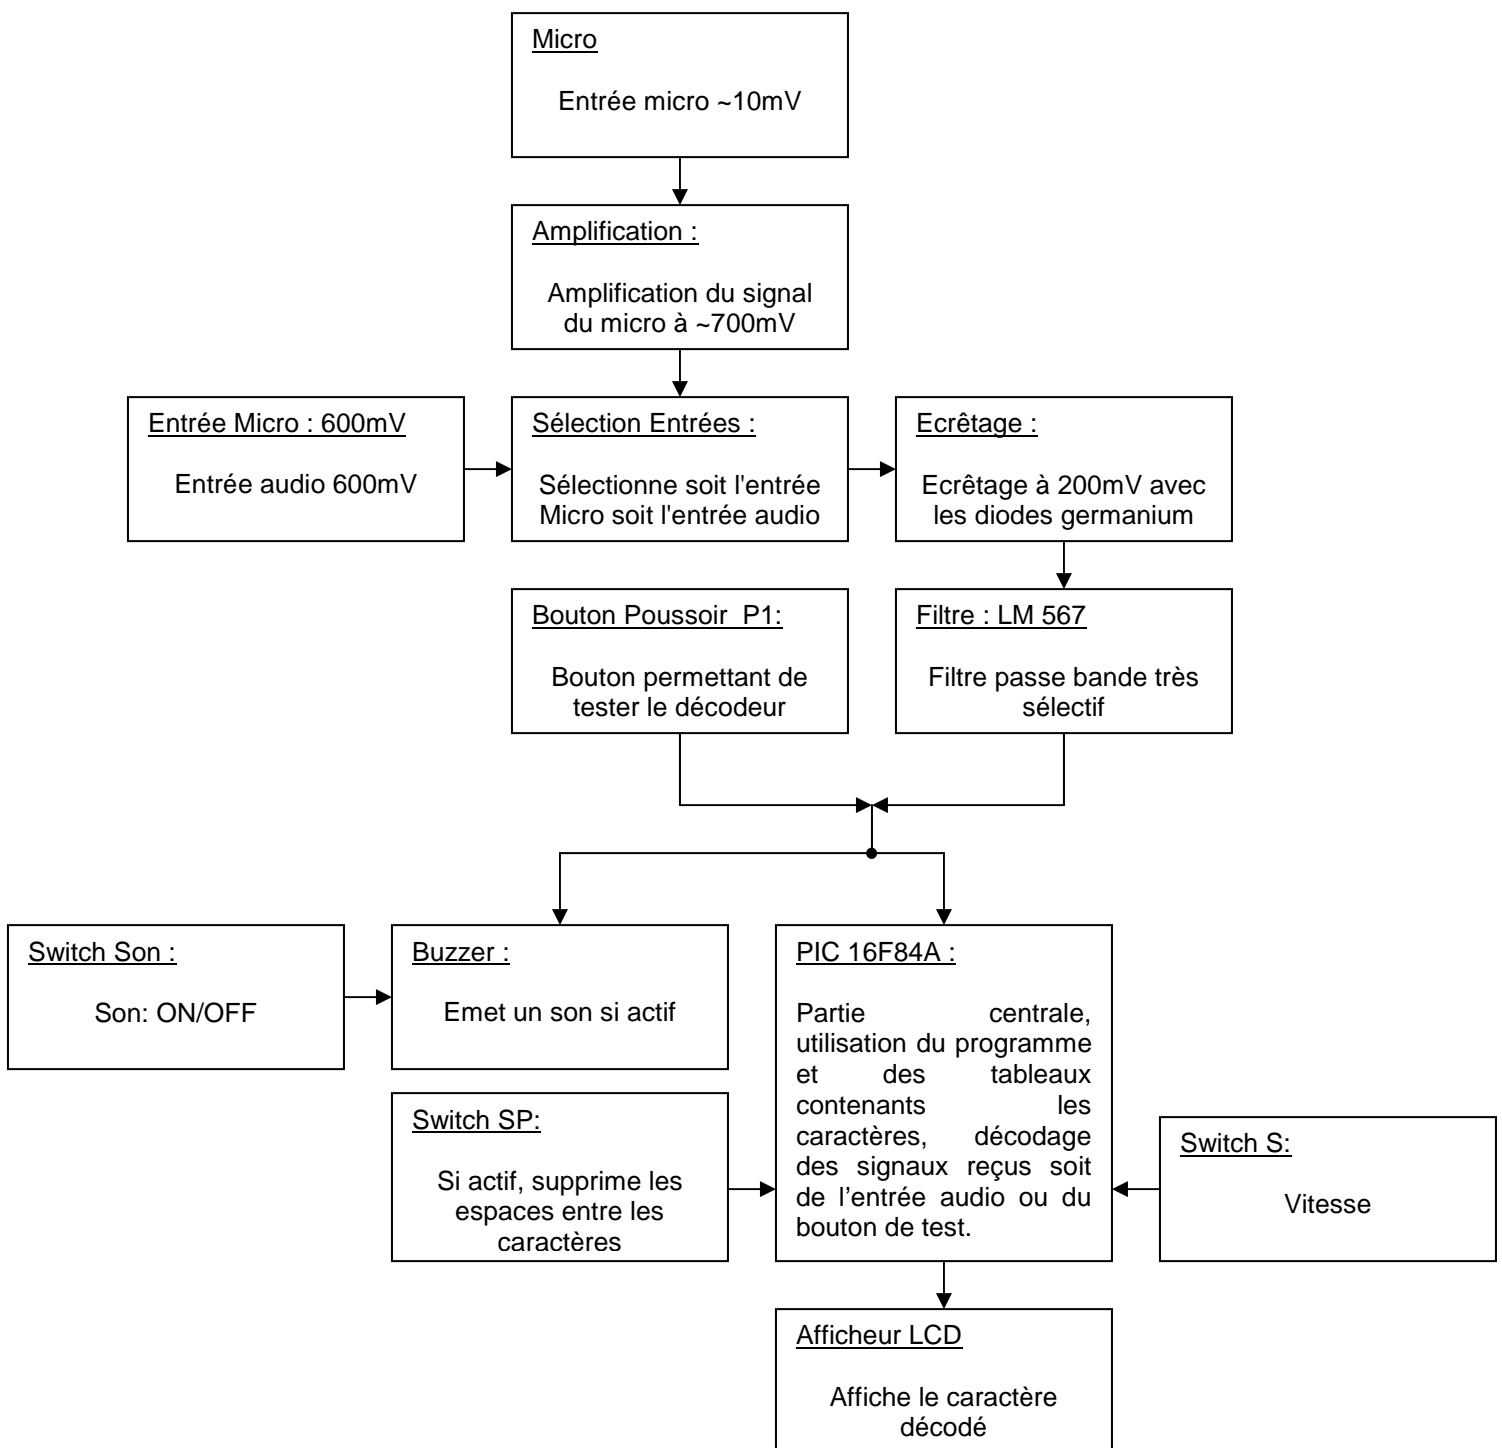 Micro
Entrée micro ~10mV
Amplification :
Amplification du signal
du micro à ~700mV
Entrée Micro : 600mV
Entrée audio 600mV
Sélection Entrées :
Sélectionne soit l'entrée
Micro soit l'entrée audio
Ecrêtage :
Ecrêtage à 200mV avec
les diodes germanium
Bouton Poussoir P1:
Bouton permettant de
tester le décodeur
Filtre : LM 567
Filtre passe bande très
sélectif
Switch Son :
Son: ON/OFF
Buzzer :
Emet un son si actif
PIC 16F84A :
Partie centrale,
utilisation du programme
et des tableaux
contenants les
caractères, décodage
des signaux reçus soit
de l’entrée audio ou du
bouton de test.
Switch SP:
Si actif, supprime les
espaces entre les
caractères
Switch S:
Vitesse
Afficheur LCD
Affiche le caractère
décodé